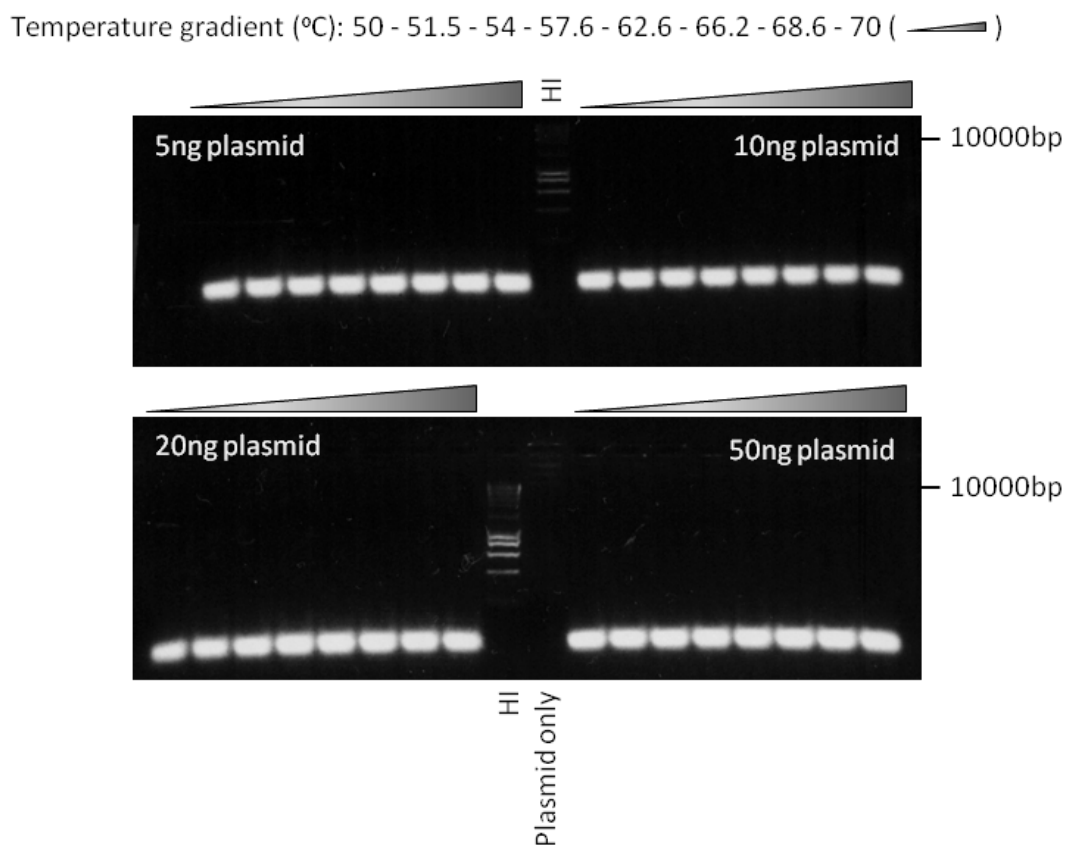 Temperature gradient (ºC): 50 - 51.5 - 54 - 57.6 - 62.6 - 66.2 - 68.6 - 70 ( )
HI
5ng plasmid
10ng plasmid
10000bp
20ng plasmid
50ng plasmid
10000bp
HI
Plasmid only